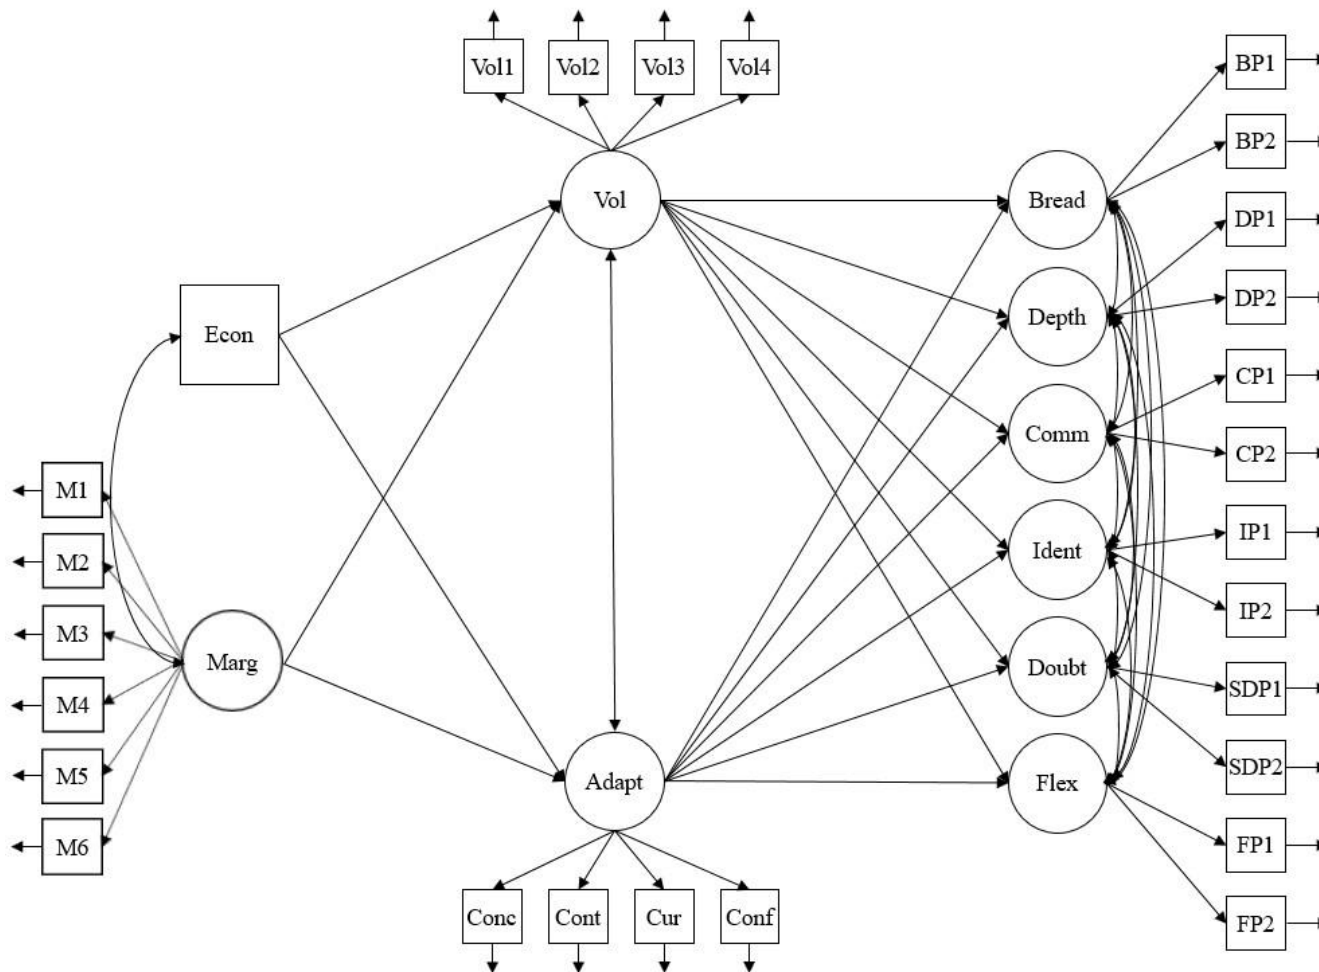 Vol1
Vol2
Vol3
Vol4
BP1
BP2
DP1
DP2
CP1
CP2
IP1
IP2
SDP1
SDP2
FP1
FP2
Vol
Bread
Depth
Comm
Ident
Doubt
Flex
Econ
M1
M2
M3
M4
M5
M6
Marg
Adapt
Conc
Cont
Cur
Conf